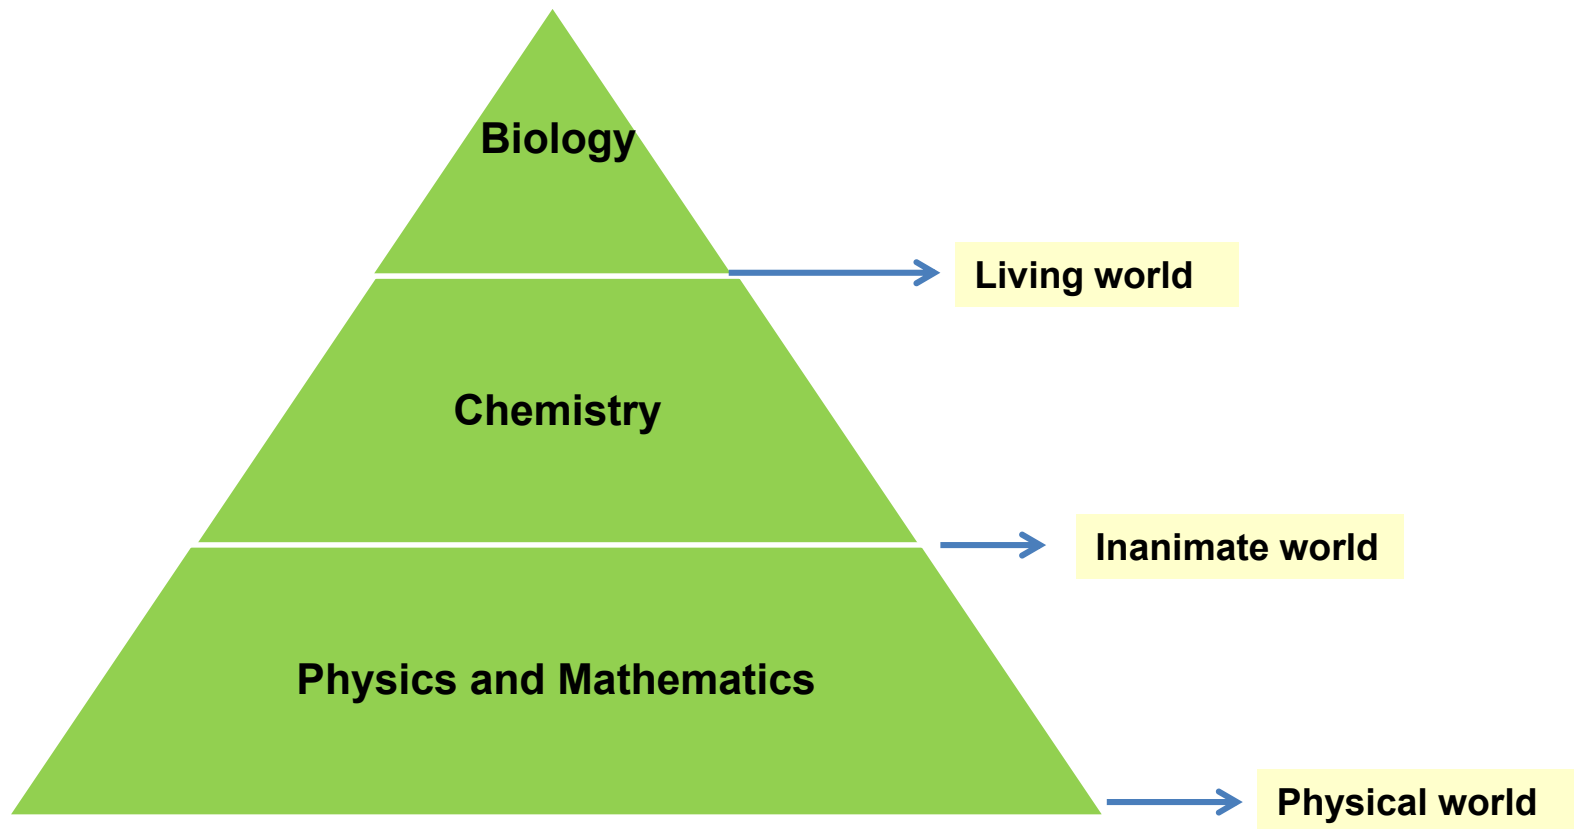 Biology
Living world
Chemistry
Inanimate world
Physics and Mathematics
Physical world